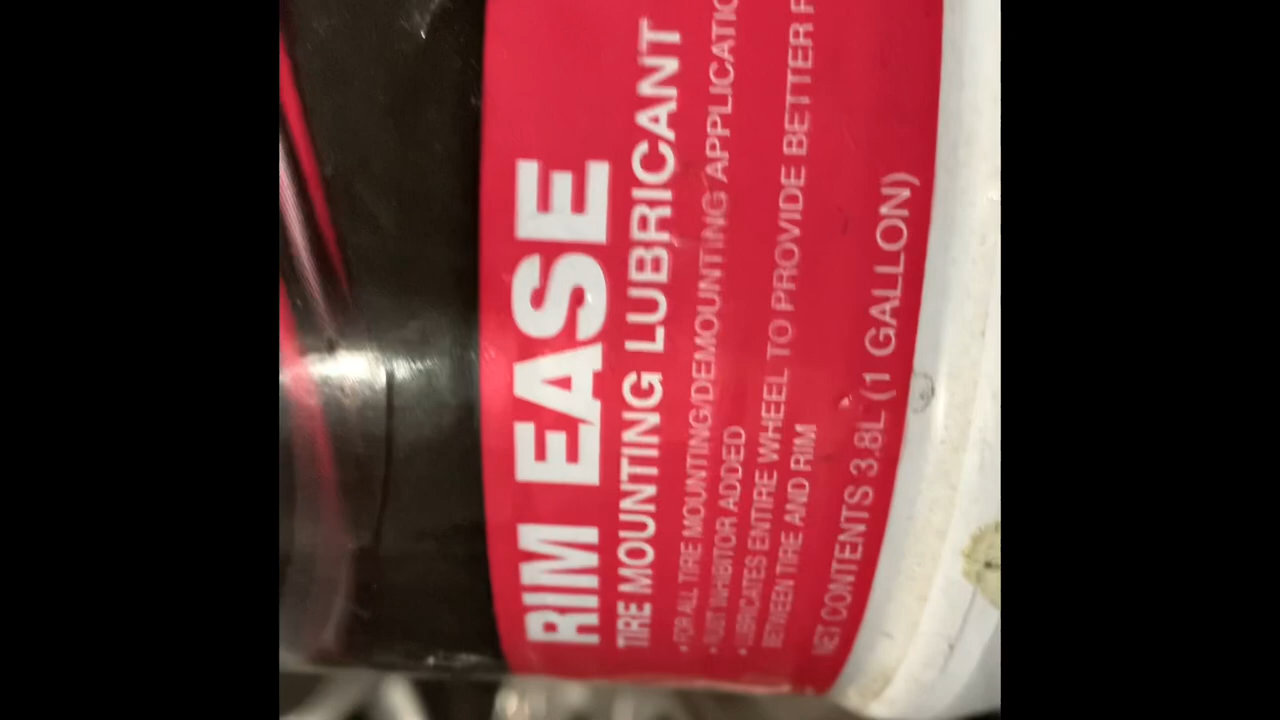 RIM EASE
TIRE MOUNTING LUBRICANT
• FOR ALL TIRE MOUNTING/DEMOUNTING
• RUST INHIBITOR ADDED
• LUBRICATES ENTIRE WHEEL TO PROVIDE BETTER
BETWEEN TIRE AND RIM
NET CONTENTS 3.8L (1 GALLON)